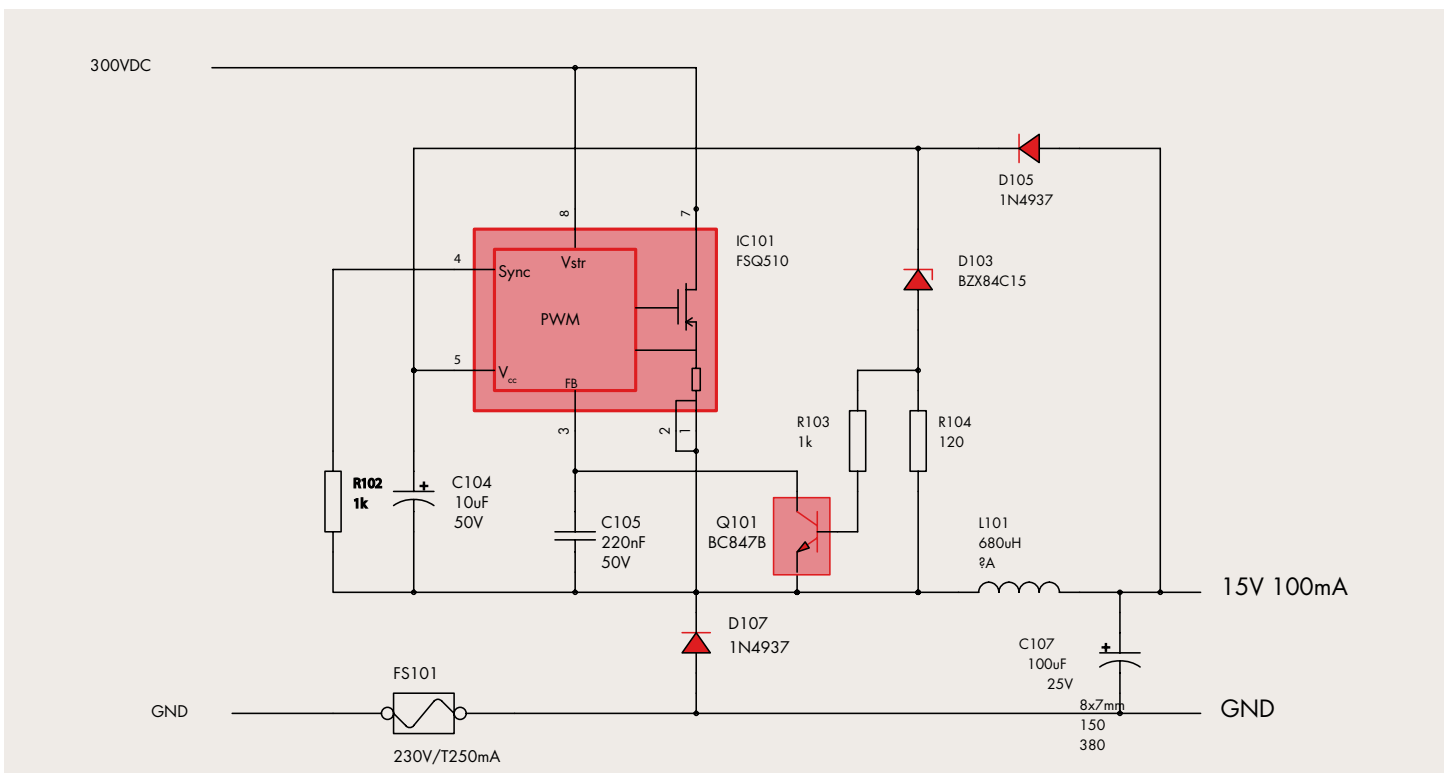 300VDC
D105
1N4937
8
7
IC101
FSQ510
D103
BZX84C15
4
Sync
Vstr
PWM
5
Vcc
FB
3
2
1
R103
1k
R104
120
R102
1k
C104
10uF
50V
C105
220nF
50V
Q101
BC847B
L101
680uH
?A
15V 100mA
D107
1N4937
C107
100uF
25V
FS101
GND
230V/T250mA
8x7mm
150
380
GND